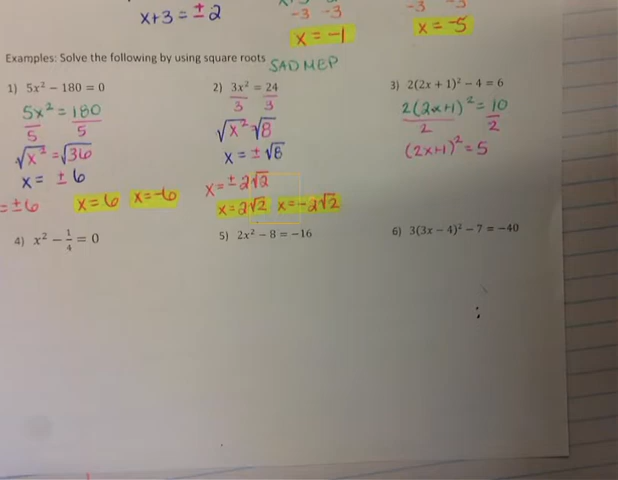 x+3 = ±2
-3 -3
x = -1
-3 -3
x = -5
Examples: Solve the following by using square roots
SADMEP
1) 5x² − 180 = 0
5x² = 180
5 5
√x² = √36
x = ± 6
= ±6
x = 6 x = -6
2) 3x² = 24
3 3
√x² √8
x = ± √8
x = ± 2√2
x = 2√2 x = -2√2
3) 2(2x + 1)² − 4 = 6
2(2x+1)² = 10
2 2
(2x+1)² = 5
4) x² − 1/4 = 0
5) 2x² − 8 = −16
6) 3(3x − 4)² − 7 = −40